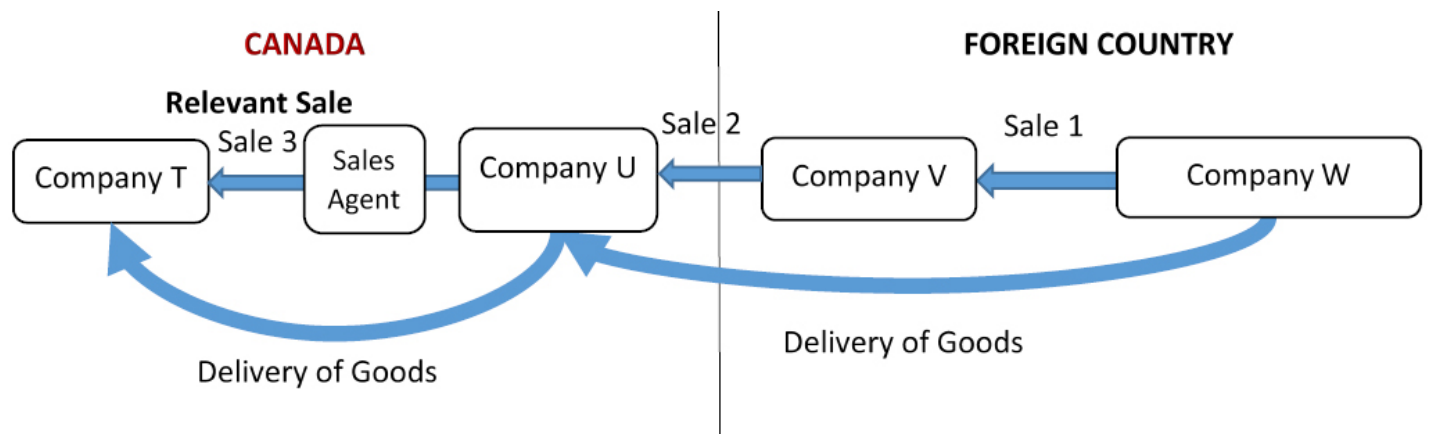 CANADA
FOREIGN COUNTRY
Relevant Sale
Sale 3
Sale 2
Sale 1
Company T
Sales
Agent
Company U
Company V
Company W
Delivery of Goods
Delivery of Goods